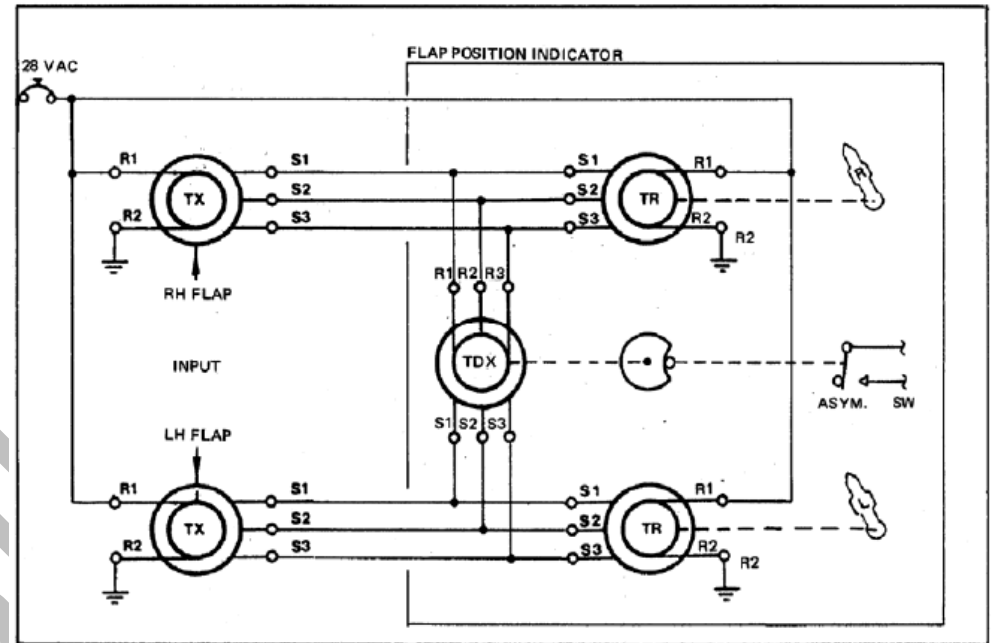 FLAP POSITION INDICATOR
28 VAC
R1
S1
S1
R1
R
TX
S2
S2
TR
R2
S3
S3
R2
R2
RH FLAP
R1 R2 R3
INPUT
TDX
ASYM. SW
S1 S2 S3
LH FLAP
R1
S1
S1
R1
L
TX
S2
S2
TR
R2
S3
S3
R2
R2